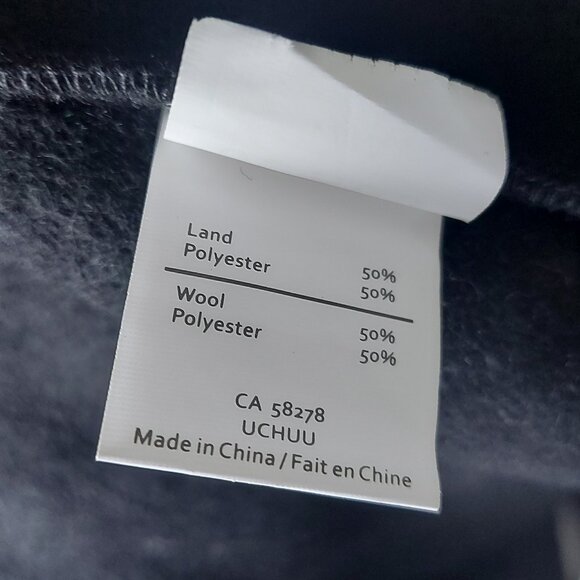 Land 50%
Polyester 50%
Wool 50%
Polyester 50%
CA 58278
UCHUU
Made in China / Fait en Chine